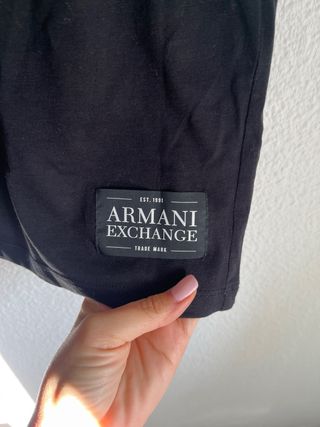 EST. 1991
ARMANI
EXCHANGE
TRADE MARK